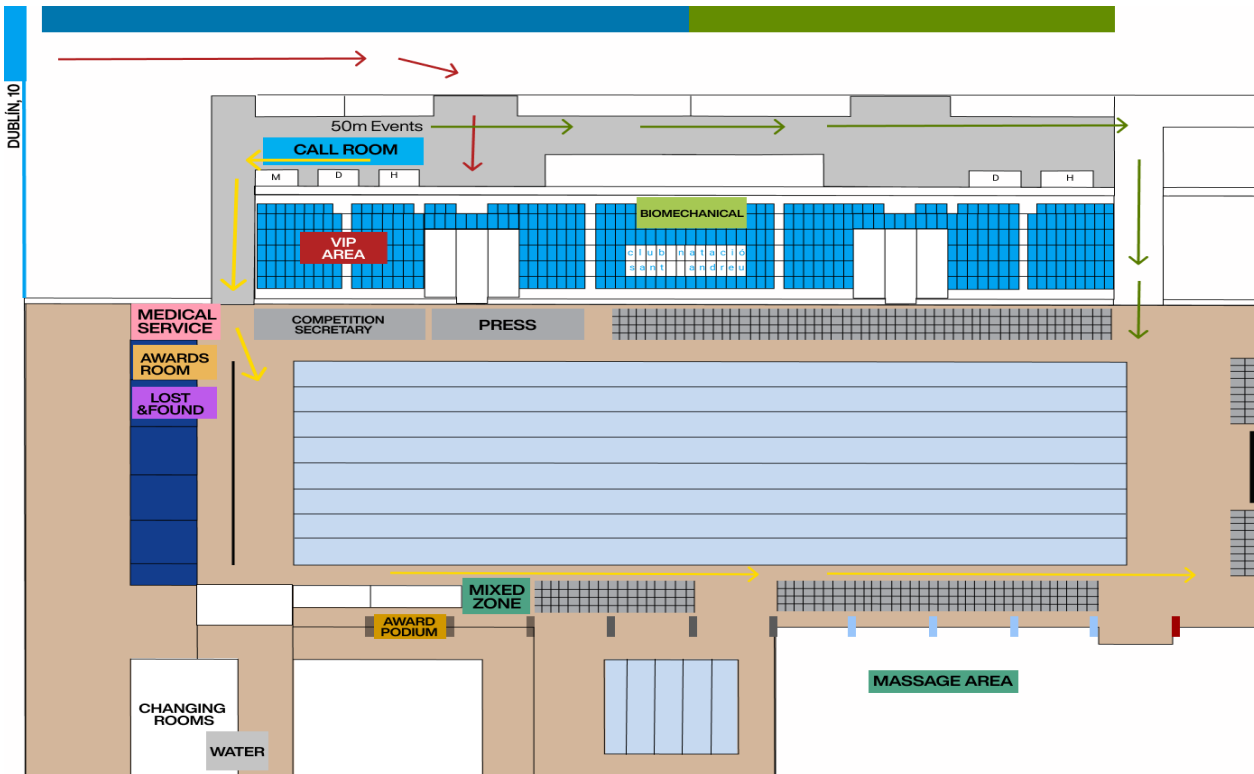 DUBLÍN, 10
50m Events
CALL ROOM
M
D
H
D
H
BIOMECHANICAL
VIP
AREA
club natació
sant andreu
MEDICAL
SERVICE
COMPETITION
SECRETARY
PRESS
AWARDS
ROOM
LOST
&FOUND
MIXED
ZONE
AWARD
PODIUM
MASSAGE AREA
CHANGING
ROOMS
WATER